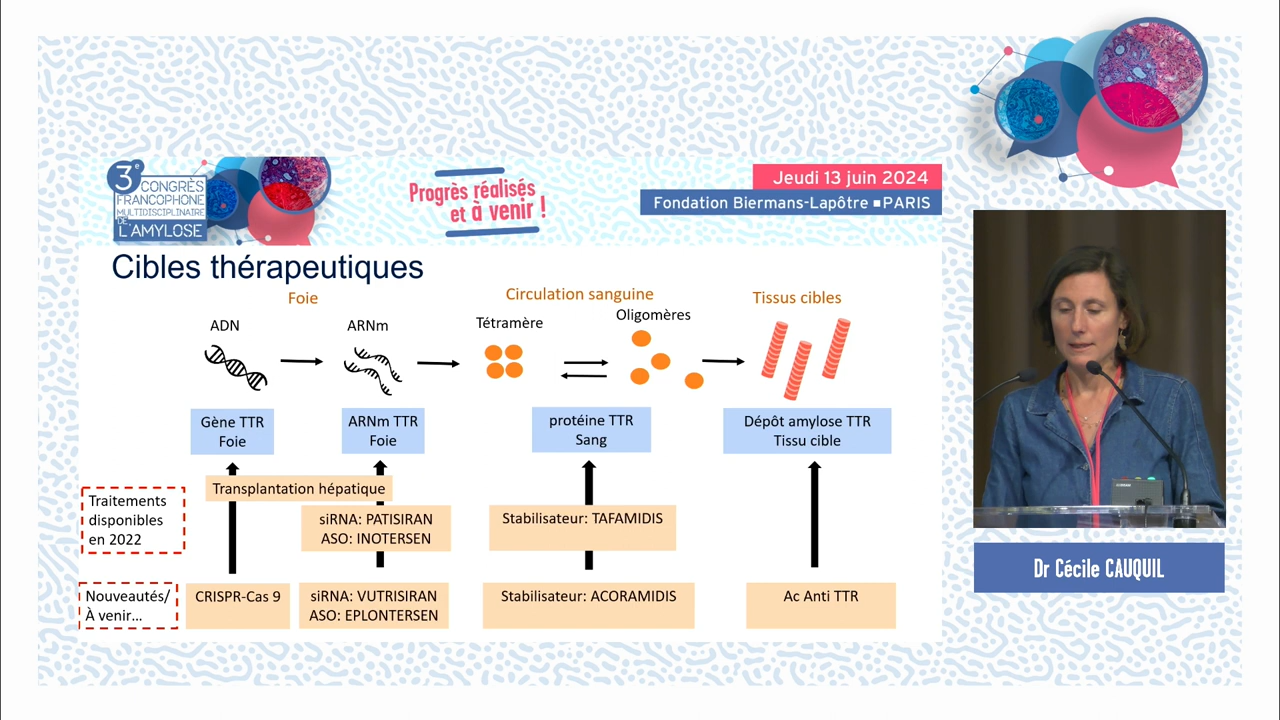 3e
CONGRÈS
FRANCOPHONE
MULTIDISCIPLINAIRE
DE
L'AMYLOSE
Progrès réalisés
et à venir !
Jeudi 13 juin 2024
Fondation Biermans-Lapôtre ■ PARIS
Cibles thérapeutiques
Foie
Circulation sanguine
Tissus cibles
ADN
ARNm
Tétramère
Oligomères
Gène TTR
Foie
ARNm TTR
Foie
protéine TTR
Sang
Dépôt amylose TTR
Tissu cible
Traitements
disponibles
en 2022
Transplantation hépatique
siRNA: PATISIRAN
ASO: INOTERSEN
Stabilisateur: TAFAMIDIS
Nouveautés/
À venir...
CRISPR-Cas 9
siRNA: VUTRISIRAN
ASO: EPLONTERSEN
Stabilisateur: ACORAMIDIS
Ac Anti TTR
Dr Cécile CAUQUIL